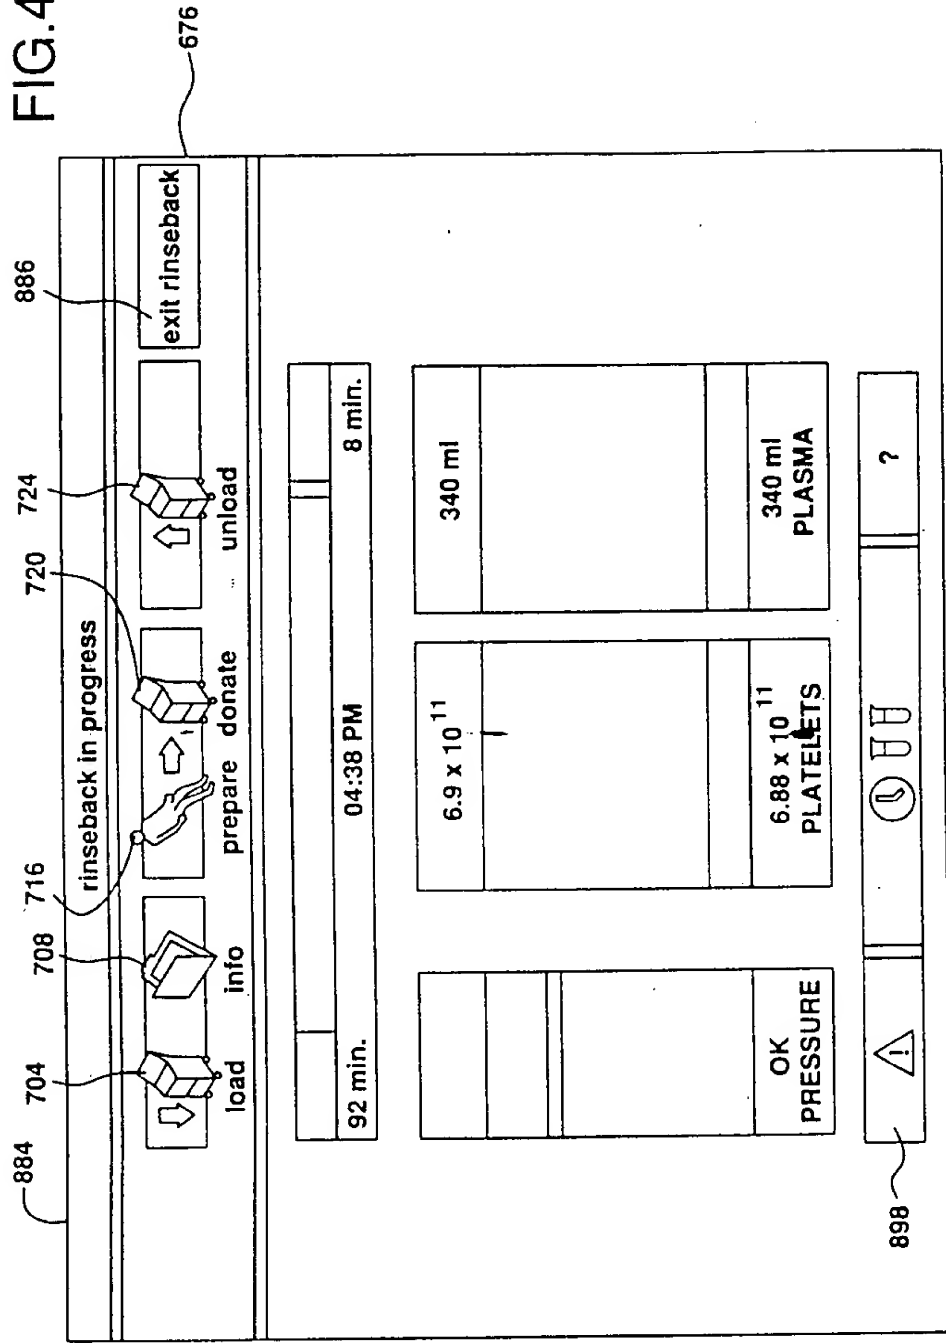 FIG.4
884
704
708
716
720
724
886
676
rinseback in progress
exit rinseback
load
info
prepare
donate
unload
92 min.
04:38 PM
8 min.
6.9 x 10 11
340 ml
OK
PRESSURE
6.88 x 10 11
PLATELETS
340 ml
PLASMA
!
?
898